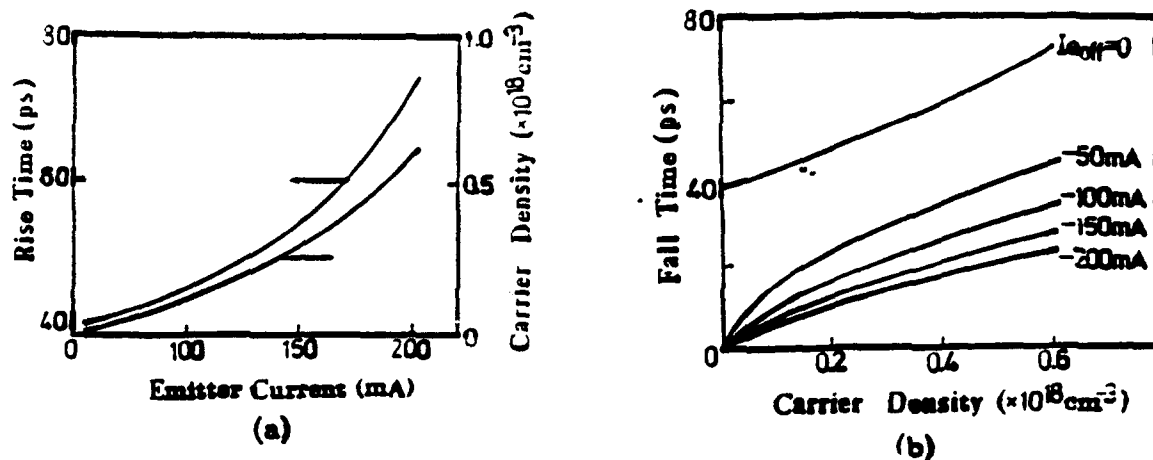 80
60
40
Rise Time (ps)
0
100
150
200
Emitter Current (mA)
1.0
0.5
0
Carrier Density (×10¹⁸cm⁻³)
(a)
80
40
0
Fall Time (ps)
Ieoff=0
-50mA
-100mA
-150mA
-200mA
0.2
0.4
0.6
Carrier Density (×10¹⁸cm⁻³)
(b)